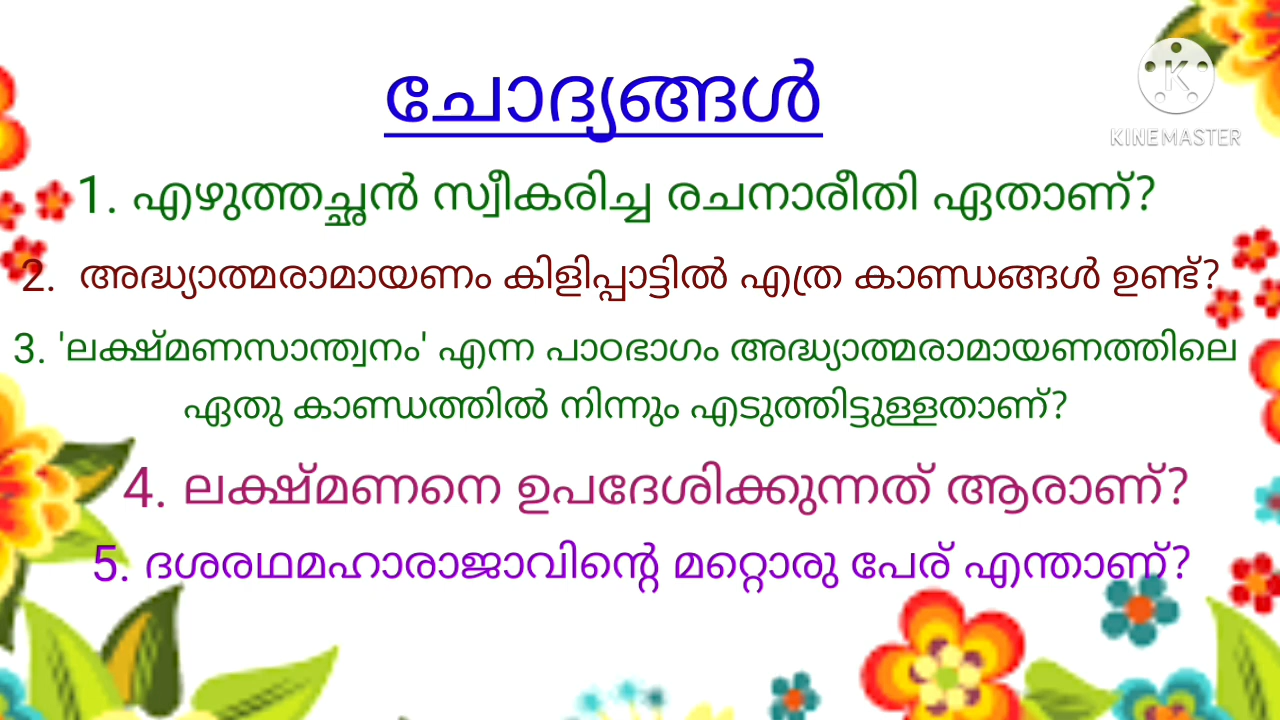 ചോദ്യങ്ങൾ
KINEMASTER
1. എഴുത്തച്ഛൻ സ്വീകരിച്ച രചനാരീതി ഏതാണ്?
2. അദ്ധ്യാത്മരാമായണം കിളിപ്പാട്ടിൽ എത്ര കാണ്ഡങ്ങൾ ഉണ്ട്?
3. 'ലക്ഷ്മണസാന്ത്വനം' എന്ന പാഠഭാഗം അദ്ധ്യാത്മരാമായണത്തിലെ
ഏതു കാണ്ഡത്തിൽ നിന്നും എടുത്തിട്ടുള്ളതാണ്?
4. ലക്ഷ്മണനെ ഉപദേശിക്കുന്നത് ആരാണ്?
5. ദശരഥമഹാരാജാവിന്റെ മറ്റൊരു പേര് എന്താണ്?